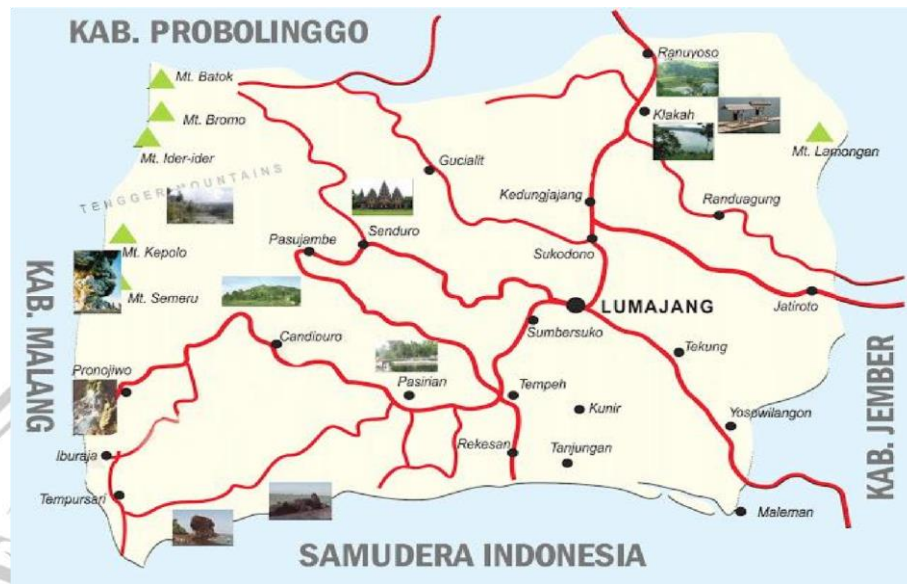 KAB. PROBOLINGGO
Ranuyoso
Mt. Batok
Mt. Bromo
Klakah
Mt. Ider-ider
Mt. Lamongan
Gucialit
TENGGER MOUNTAINS
Kedungjajang
Randuagung
Senduro
Pasujambe
Mt. Kepolo
Sukodono
KAB. MALANG
Mt. Semeru
Jatiroto
LUMAJANG
Sumbersuko
Candipuro
Tekung
KAB. JEMBER
Pronojiwo
Pasirian
Tempeh
Kunir
Yosowilangon
Iburaja
Rekesan
Tanjungan
Tempursari
Maleman
SAMUDERA INDONESIA